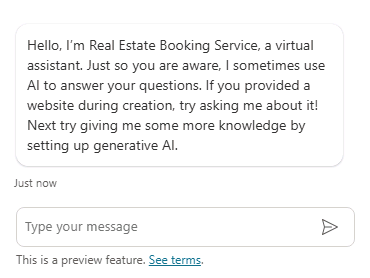 Hello, I'm Real Estate Booking Service, a virtual
assistant. Just so you are aware, I sometimes use
AI to answer your questions. If you provided a
website during creation, try asking me about it!
Next try giving me some more knowledge by
setting up generative AI.
Just now
Type your message
This is a preview feature. See terms.